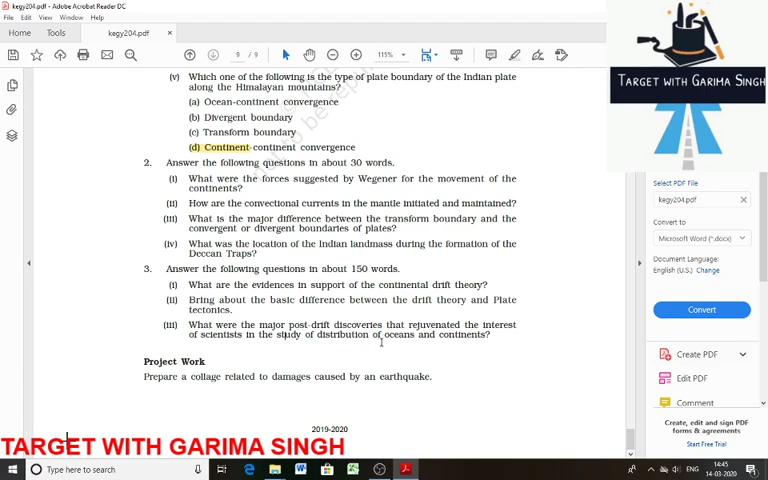 kegy204.pdf - Adobe Acrobat Reader DC
File Edit View Window Help
Home Tools kegy204.pdf ×
9 / 9 115%
(v) Which one of the following is the type of plate boundary of the Indian plate
along the Himalayan mountains?
(a) Ocean-continent convergence
(b) Divergent boundary
(c) Transform boundary
(d) Continent-continent convergence
2. Answer the following questions in about 30 words.
(i) What were the forces suggested by Wegener for the movement of the
continents?
(ii) How are the convectional currents in the mantle initiated and maintained?
(iii) What is the major difference between the transform boundary and the
convergent or divergent boundaries of plates?
(iv) What was the location of the Indian landmass during the formation of the
Deccan Traps?
3. Answer the following questions in about 150 words.
(i) What are the evidences in support of the continental drift theory?
(ii) Bring about the basic difference between the drift theory and Plate
tectonics.
(iii) What were the major post-drift discoveries that rejuvenated the interest
of scientists in the study of distribution of oceans and continents?
Project Work
Prepare a collage related to damages caused by an earthquake.
2019-2020
not to be
TARGET WITH GARIMA SINGH
Select PDF File
kegy204.pdf ×
Convert to
Microsoft Word (*.docx)
Document Language:
English (U.S.) Change
Convert
Create PDF
Edit PDF
Comment
Create, edit and sign PDF
forms & agreements
Start Free Trial
TARGET WITH GARIMA SINGH
Type here to search
ENG
14:45
14-03-2020